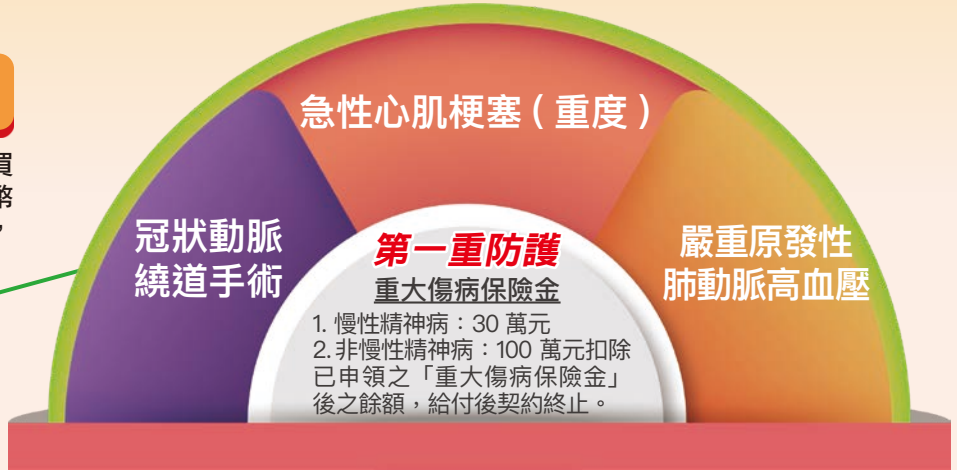 買
幣
，
急性心肌梗塞（重度）
冠狀動脈
繞道手術
嚴重原發性
肺動脈高血壓
第一重防護
重大傷病保險金
1. 慢性精神病：30 萬元
2. 非慢性精神病：100 萬元扣除
已申領之「重大傷病保險金」
後之餘額，給付後契約終止。